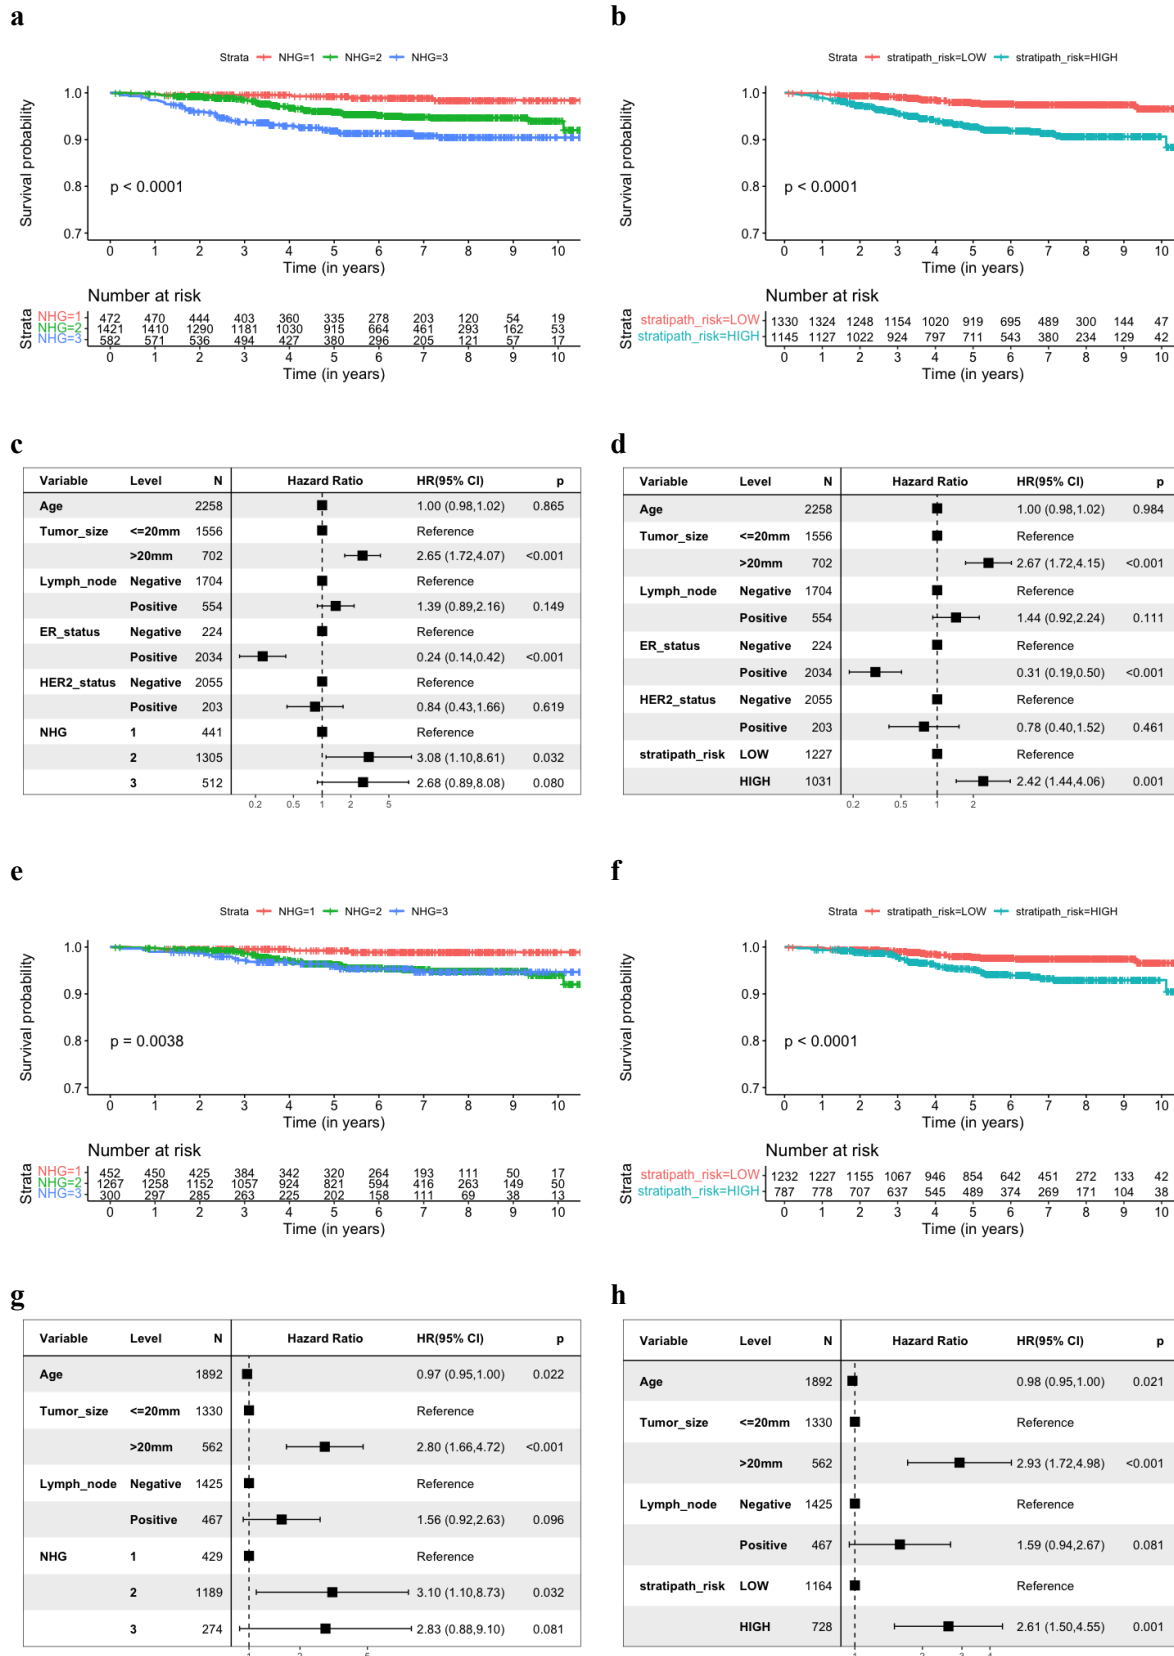 a
Strata NHG=1 NHG=2 NHG=3
Survival probability
1.0
0.9
0.8
0.7
p < 0.0001
0 1 2 3 4 5 6 7 8 9 10
Time (in years)
Number at risk
Strata
NHG=1 472 470 444 403 360 335 278 203 120 54 19
NHG=2 1421 1410 1290 1181 1030 915 664 461 293 162 53
NHG=3 582 571 536 494 427 380 296 205 121 57 17
0 1 2 3 4 5 6 7 8 9 10
Time (in years)
b
Strata stratipath_risk=LOW stratipath_risk=HIGH
Survival probability
1.0
0.9
0.8
0.7
p < 0.0001
0 1 2 3 4 5 6 7 8 9 10
Time (in years)
Number at risk
Strata
stratipath_risk=LOW 1330 1324 1248 1154 1020 919 695 489 300 144 47
stratipath_risk=HIGH 1145 1127 1022 924 797 711 543 380 234 129 42
0 1 2 3 4 5 6 7 8 9 10
Time (in years)
c
Variable Level N Hazard Ratio HR(95% CI) p
Age 2258 1.00 (0.98,1.02) 0.865
Tumor_size <=20mm 1556 Reference
>20mm 702 2.65 (1.72,4.07) <0.001
Lymph_node Negative 1704 Reference
Positive 554 1.39 (0.89,2.16) 0.149
ER_status Negative 224 Reference
Positive 2034 0.24 (0.14,0.42) <0.001
HER2_status Negative 2055 Reference
Positive 203 0.84 (0.43,1.66) 0.619
NHG 1 441 Reference
2 1305 3.08 (1.10,8.61) 0.032
3 512 2.68 (0.89,8.08) 0.080
0.2 0.5 1 2 5
d
Variable Level N Hazard Ratio HR(95% CI) p
Age 2258 1.00 (0.98,1.02) 0.984
Tumor_size <=20mm 1556 Reference
>20mm 702 2.67 (1.72,4.15) <0.001
Lymph_node Negative 1704 Reference
Positive 554 1.44 (0.92,2.24) 0.111
ER_status Negative 224 Reference
Positive 2034 0.31 (0.19,0.50) <0.001
HER2_status Negative 2055 Reference
Positive 203 0.78 (0.40,1.52) 0.461
stratipath_risk LOW 1227 Reference
HIGH 1031 2.42 (1.44,4.06) 0.001
0.2 0.5 1 2
e
Strata NHG=1 NHG=2 NHG=3
Survival probability
1.0
0.9
0.8
0.7
p = 0.0038
0 1 2 3 4 5 6 7 8 9 10
Time (in years)
Number at risk
Strata
NHG=1 452 450 425 384 342 320 264 193 111 50 17
NHG=2 1267 1258 1152 1057 924 821 594 416 263 149 50
NHG=3 300 297 285 263 225 202 158 111 69 38 13
0 1 2 3 4 5 6 7 8 9 10
Time (in years)
f
Strata stratipath_risk=LOW stratipath_risk=HIGH
Survival probability
1.0
0.9
0.8
0.7
p < 0.0001
0 1 2 3 4 5 6 7 8 9 10
Time (in years)
Number at risk
Strata
stratipath_risk=LOW 1232 1227 1155 1067 946 854 642 451 272 133 42
stratipath_risk=HIGH 787 778 707 637 545 489 374 269 171 104 38
0 1 2 3 4 5 6 7 8 9 10
Time (in years)
g
Variable Level N Hazard Ratio HR(95% CI) p
Age 1892 0.97 (0.95,1.00) 0.022
Tumor_size <=20mm 1330 Reference
>20mm 562 2.80 (1.66,4.72) <0.001
Lymph_node Negative 1425 Reference
Positive 467 1.56 (0.92,2.63) 0.096
NHG 1 429 Reference
2 1189 3.10 (1.10,8.73) 0.032
3 274 2.83 (0.88,9.10) 0.081
1 2 5
h
Variable Level N Hazard Ratio HR(95% CI) p
Age 1892 0.98 (0.95,1.00) 0.021
Tumor_size <=20mm 1330 Reference
>20mm 562 2.93 (1.72,4.98) <0.001
Lymph_node Negative 1425 Reference
Positive 467 1.59 (0.94,2.67) 0.081
stratipath_risk LOW 1164 Reference
HIGH 728 2.61 (1.50,4.55) 0.001
1 2 3 4